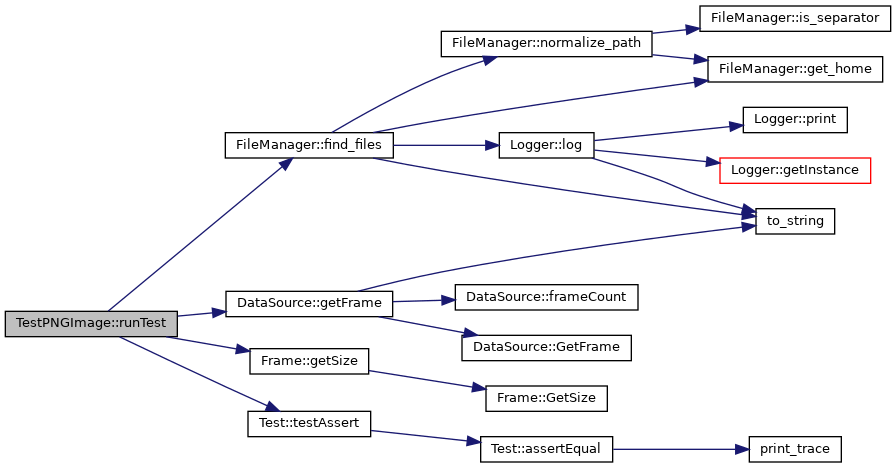 FileManager::is_separator
FileManager::normalize_path
FileManager::get_home
Logger::print
FileManager::find_files
Logger::log
Logger::getInstance
to_string
DataSource::getFrame
DataSource::frameCount
TestPNGImage::runTest
DataSource::GetFrame
Frame::getSize
Frame::GetSize
Test::testAssert
Test::assertEqual
print_trace